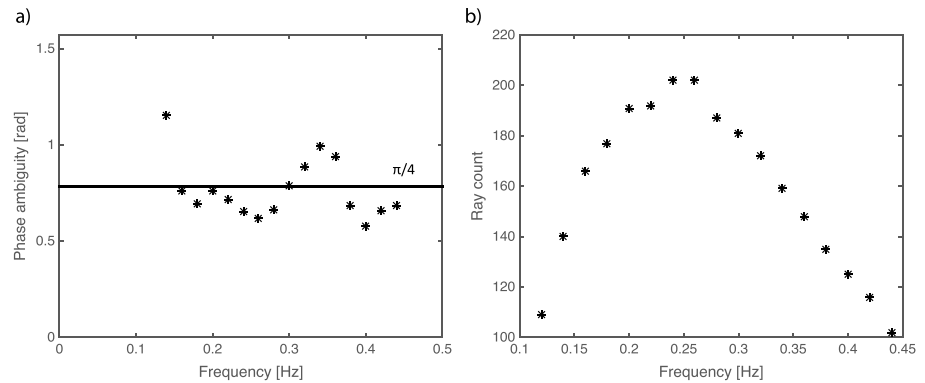 a)
1.5
1
0.5
0
Phase ambiguity [rad]
π/4
0 0.1 0.2 0.3 0.4 0.5
Frequency [Hz]
b)
220
200
180
160
140
120
100
Ray count
0.1 0.15 0.2 0.25 0.3 0.35 0.4 0.45
Frequency [Hz]